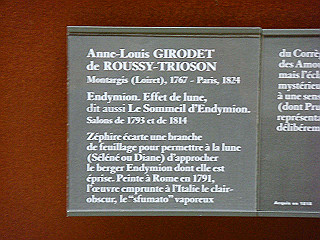 Anne-Louis GIRODET
de ROUSSY-TRIOSON
Montargis (Loiret), 1767 - Paris, 1824
Endymion. Effet de lune,
dit aussi Le Sommeil d'Endymion.
Salons de 1793 et de 1814
Zéphire écarte une branche
de feuillage pour permettre à la lune
(Séléné ou Diane) d'approcher
le berger Endymion dont elle est
éprise. Peinte à Rome en 1791,
l'œuvre emprunte à l'Italie le clair-
obscur, le "sfumato" vaporeux
du Corrè
des Amou
mais l'écla
mystérieu
à une sens
(dont Pru
représenta
délibérém
Acquis en 1818